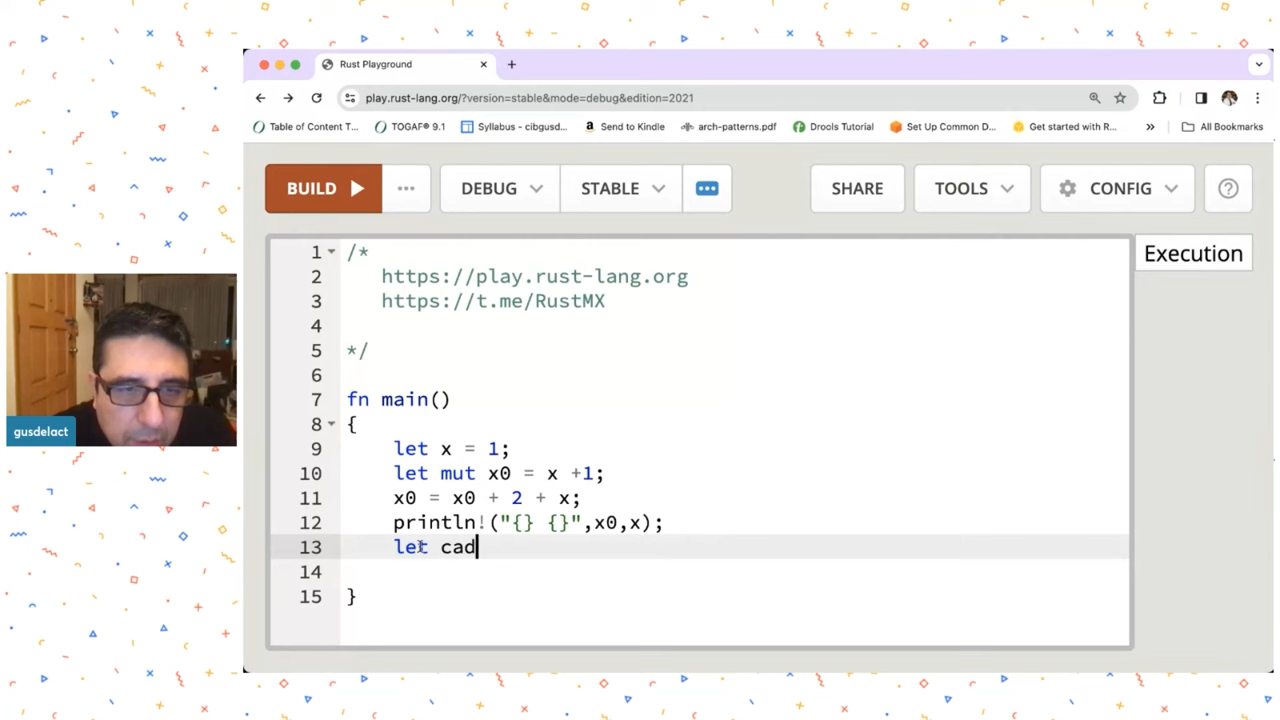 Rust Playground
play.rust-lang.org/?version=stable&mode=debug&edition=2021
Table of Content T... TOGAF® 9.1 Syllabus - cibgusd... Send to Kindle arch-patterns.pdf Drools Tutorial Set Up Common D... Get started with R... » All Bookmarks
BUILD ... DEBUG STABLE ... SHARE TOOLS CONFIG ?
1 /*
2 https://play.rust-lang.org
3 https://t.me/RustMX
4
5 */
6
7 fn main()
8 {
9 let x = 1;
10 let mut x0 = x +1;
11 x0 = x0 + 2 + x;
12 println!("{} {}",x0,x);
13 let cad
14
15 }
Execution
gusdelact